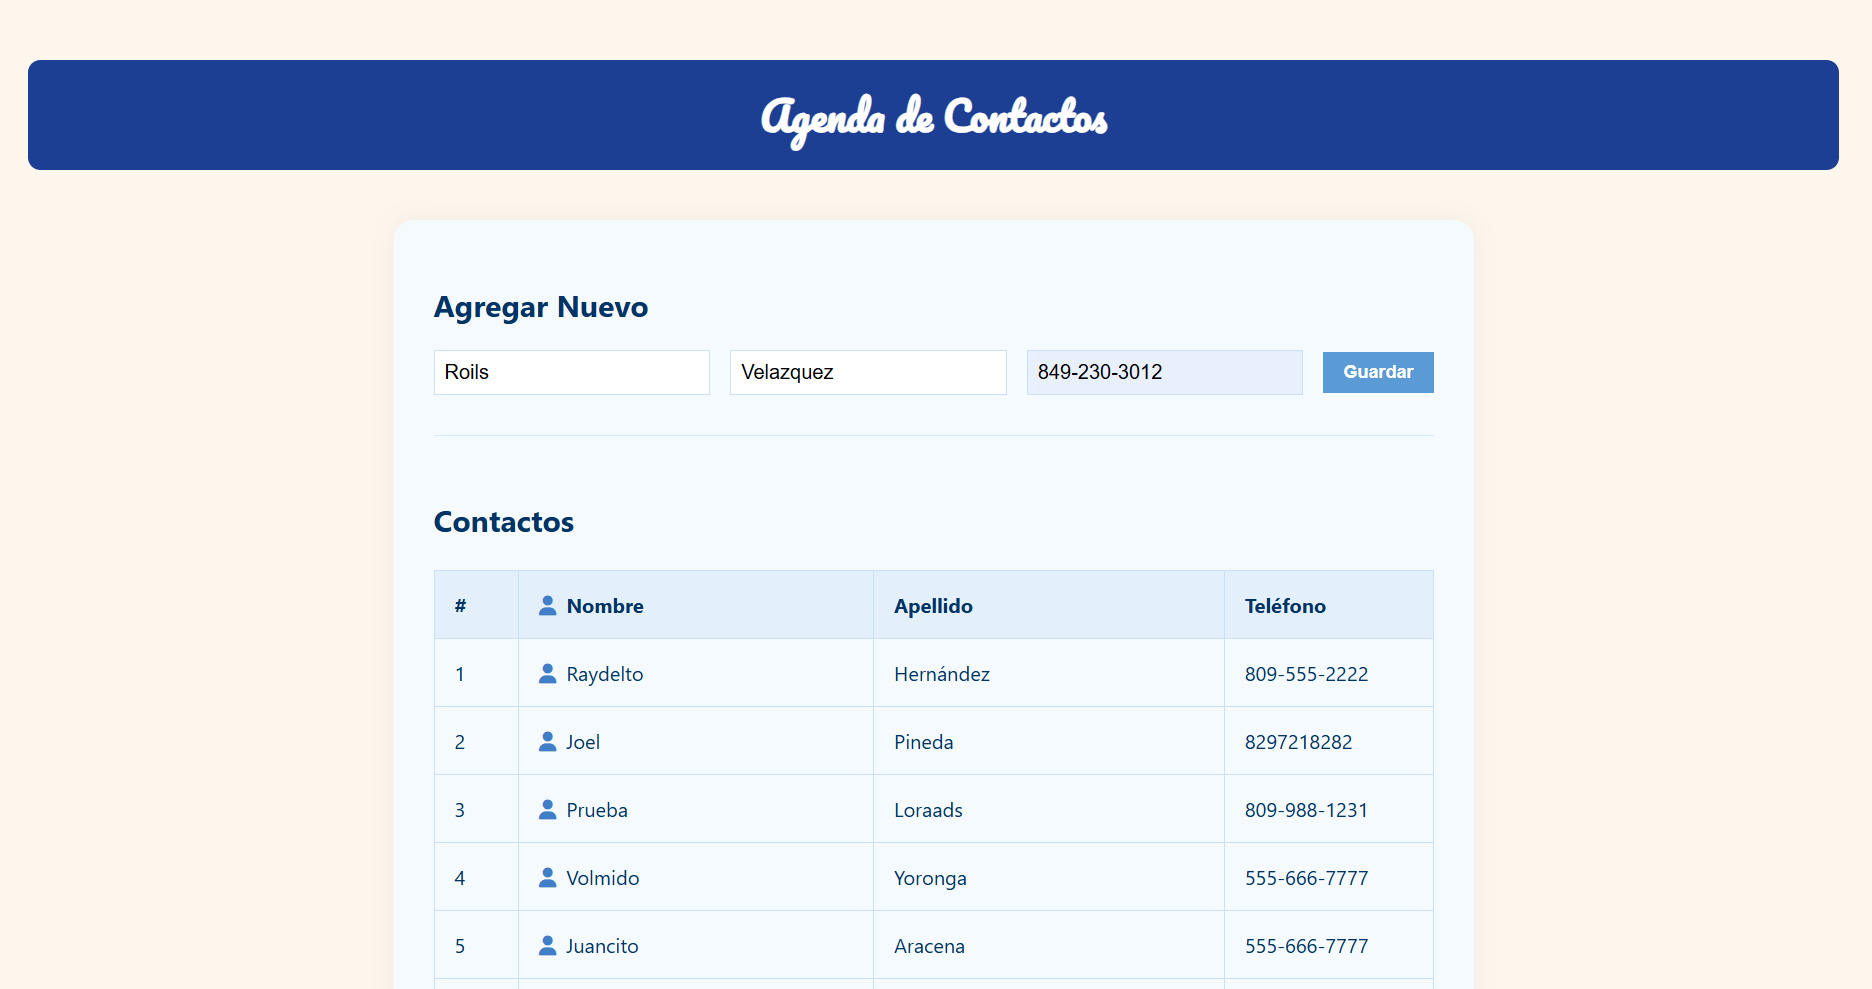 Agenda de Contactos
Agregar Nuevo
Roils Velazquez 849-230-3012 Guardar
Contactos
# Nombre Apellido Teléfono
1 Raydelto Hernández 809-555-2222
2 Joel Pineda 8297218282
3 Prueba Loraads 809-988-1231
4 Volmido Yoronga 555-666-7777
5 Juancito Aracena 555-666-7777